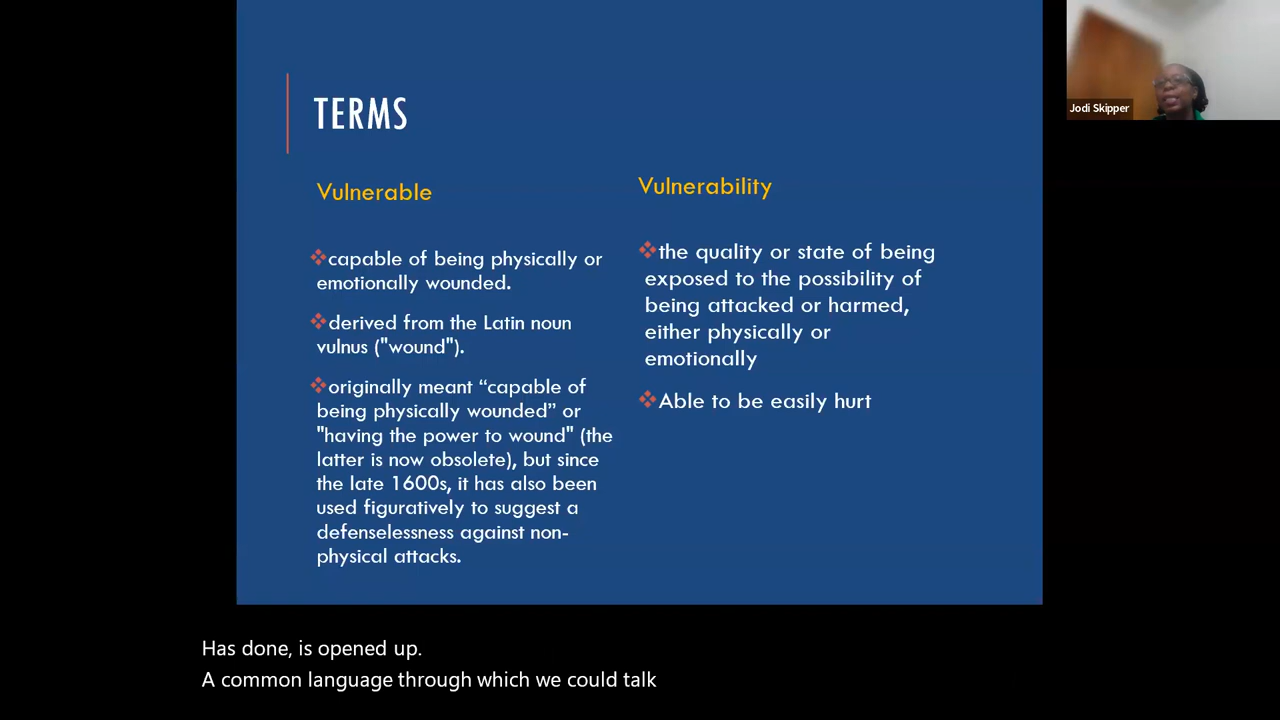 TERMS
Vulnerable
❖capable of being physically or
emotionally wounded.
❖derived from the Latin noun
vulnus ("wound").
❖originally meant “capable of
being physically wounded” or
"having the power to wound" (the
latter is now obsolete), but since
the late 1600s, it has also been
used figuratively to suggest a
defenselessness against non-
physical attacks.
Vulnerability
❖the quality or state of being
exposed to the possibility of
being attacked or harmed,
either physically or
emotionally
❖Able to be easily hurt
Jodi Skipper
Has done, is opened up.
A common language through which we could talk